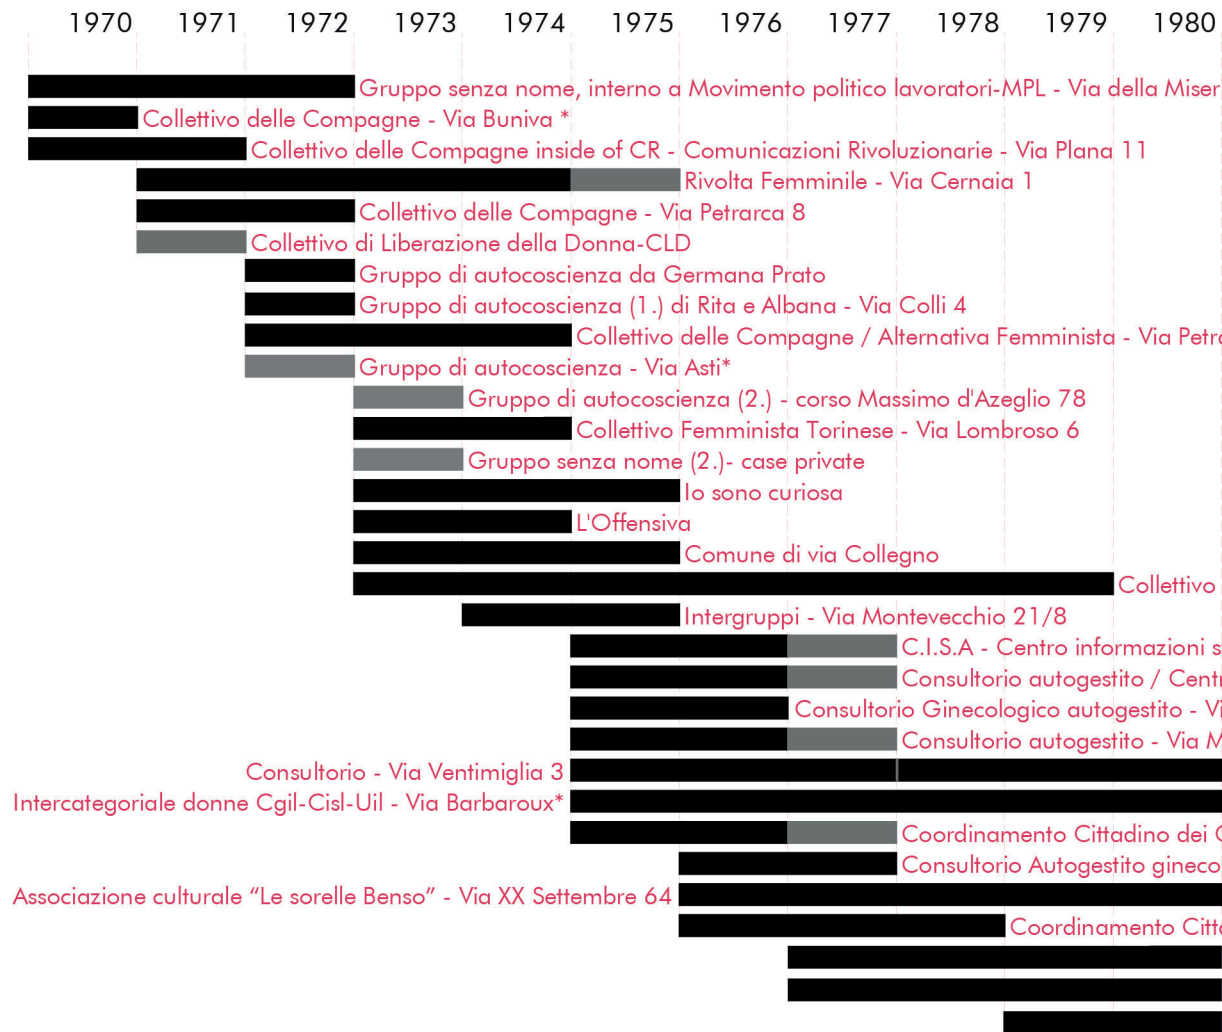 1970 1971 1972 1973 1974 1975 1976 1977 1978 1979 1980
Gruppo senza nome, interno a Movimento politico lavoratori-MPL - Via della Miser
Collettivo delle Compagne - Via Buniva *
Collettivo delle Compagne inside of CR - Comunicazioni Rivoluzionarie - Via Plana 11
Rivolta Femminile - Via Cernaia 1
Collettivo delle Compagne - Via Petrarca 8
Collettivo di Liberazione della Donna-CLD
Gruppo di autocoscienza da Germana Prato
Gruppo di autocoscienza (1.) di Rita e Albana - Via Colli 4
Collettivo delle Compagne / Alternativa Femminista - Via Petra
Gruppo di autocoscienza - Via Asti*
Gruppo di autocoscienza (2.) - corso Massimo d'Azeglio 78
Collettivo Femminista Torinese - Via Lombroso 6
Gruppo senza nome (2.)- case private
Io sono curiosa
L'Offensiva
Comune di via Collegno
Collettivo
Intergruppi - Via Montevecchio 21/8
C.I.S.A - Centro informazioni s
Consultorio autogestito / Centr
Consultorio Ginecologico autogestito - Vi
Consultorio autogestito - Via M
Consultorio - Via Ventimiglia 3
Intercategoriale donne Cgil-Cisl-Uil - Via Barbaroux*
Coordinamento Cittadino dei C
Consultorio Autogestito gineco
Associazione culturale “Le sorelle Benso” - Via XX Settembre 64
Coordinamento Citta